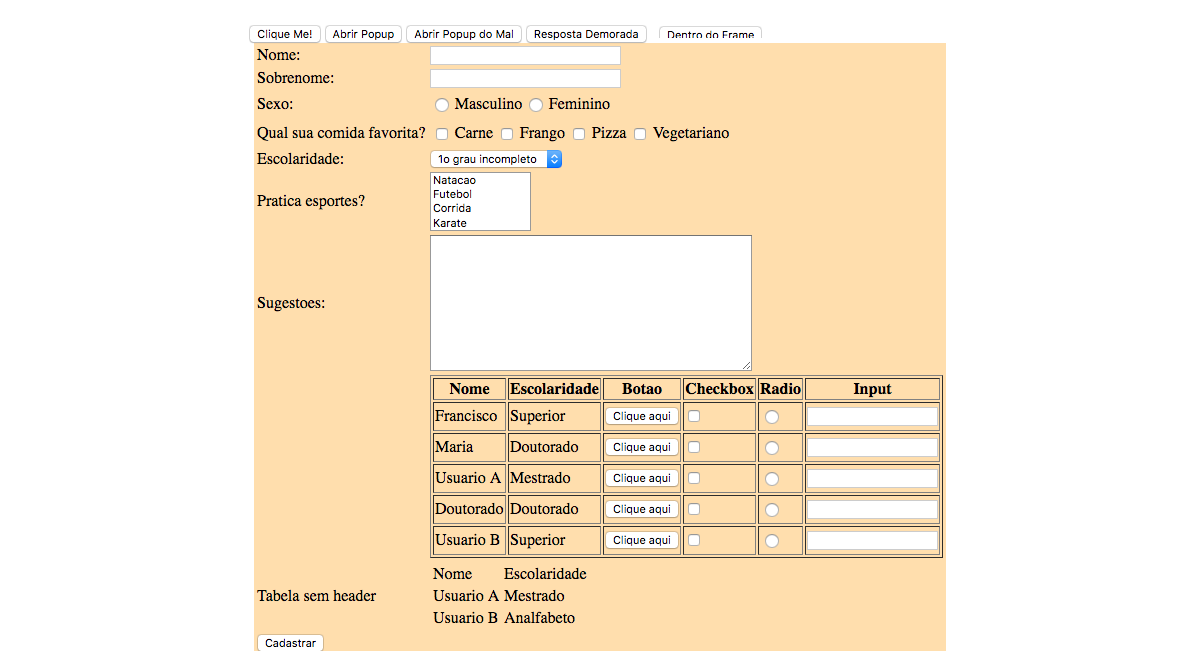 Clique Me! Abrir Popup Abrir Popup do Mal Resposta Demorada Dentro do Frame
Nome:
Sobrenome:
Sexo: Masculino Feminino
Qual sua comida favorita? Carne Frango Pizza Vegetariano
Escolaridade: 1o grau incompleto
Pratica esportes? Natacao
Futebol
Corrida
Karate
Sugestoes:
Nome Escolaridade Botao Checkbox Radio Input
Francisco Superior Clique aqui
Maria Doutorado Clique aqui
Usuario A Mestrado Clique aqui
Doutorado Doutorado Clique aqui
Usuario B Superior Clique aqui
Tabela sem header
Nome Escolaridade
Usuario A Mestrado
Usuario B Analfabeto
Cadastrar